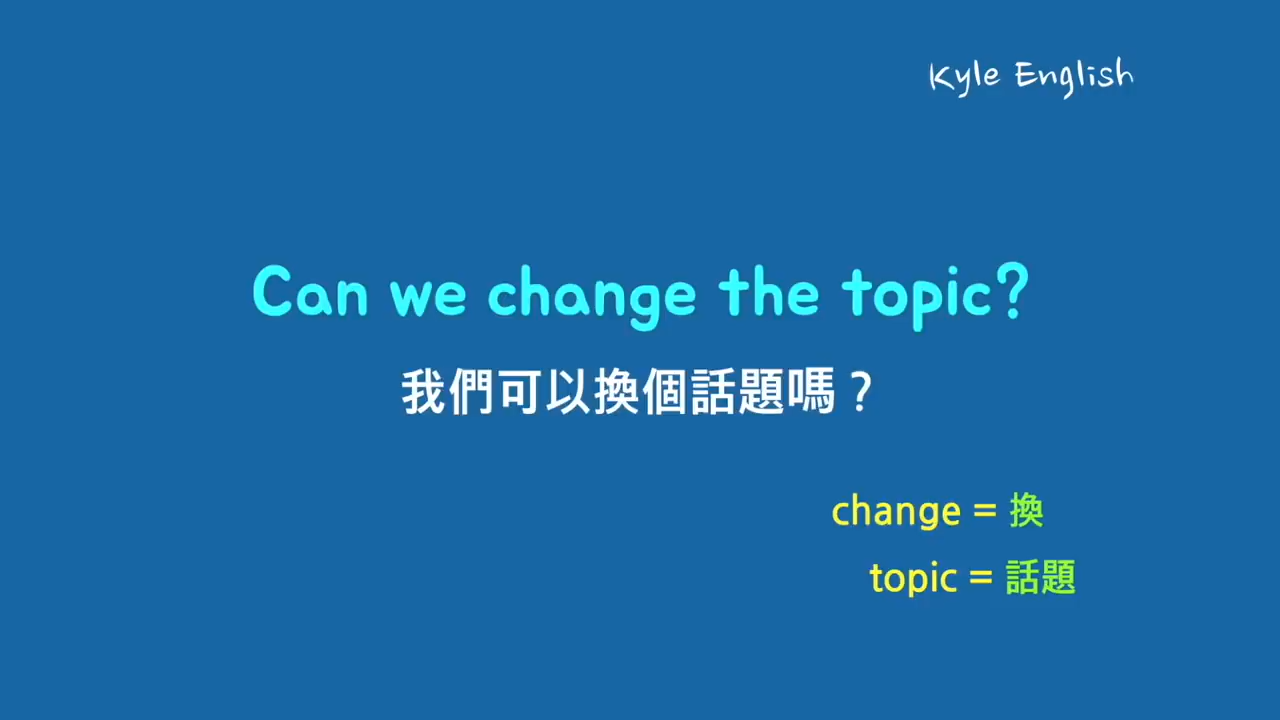 Kyle English
Can we change the topic?
我們可以換個話題嗎？
change = 換
topic = 話題